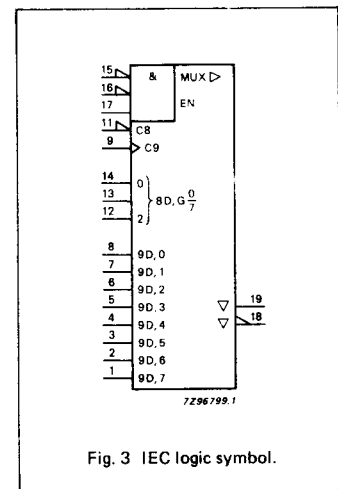 15 & MUX ▷
16
17 EN
11 C8
9 C9
14 0
13 8D, G 0/7
12 2
8 9D, 0
7 9D, 1
6 9D, 2
5 9D, 3 ▽ 19
4 9D, 4 ▽ 18
3 9D, 5
2 9D, 6
1 9D, 7
7Z96799.1
Fig. 3 IEC logic symbol.